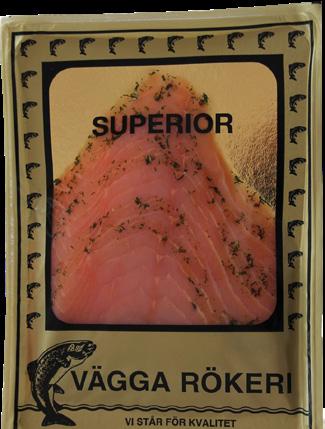 SUPERIOR
VÄGGA RÖKERI
VI STÅR FÖR KVALITET